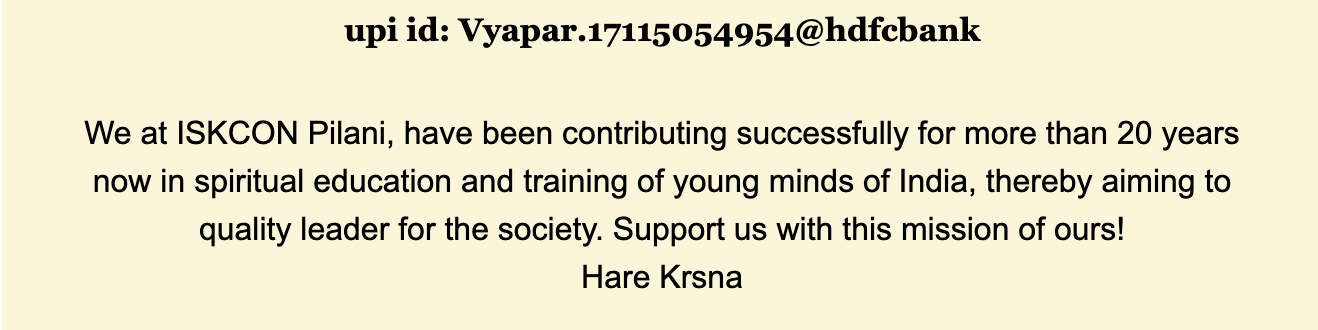 upi id: Vyapar.17115054954@hdfcbank
We at ISKCON Pilani, have been contributing successfully for more than 20 years
now in spiritual education and training of young minds of India, thereby aiming to
quality leader for the society. Support us with this mission of ours!
Hare Krsna